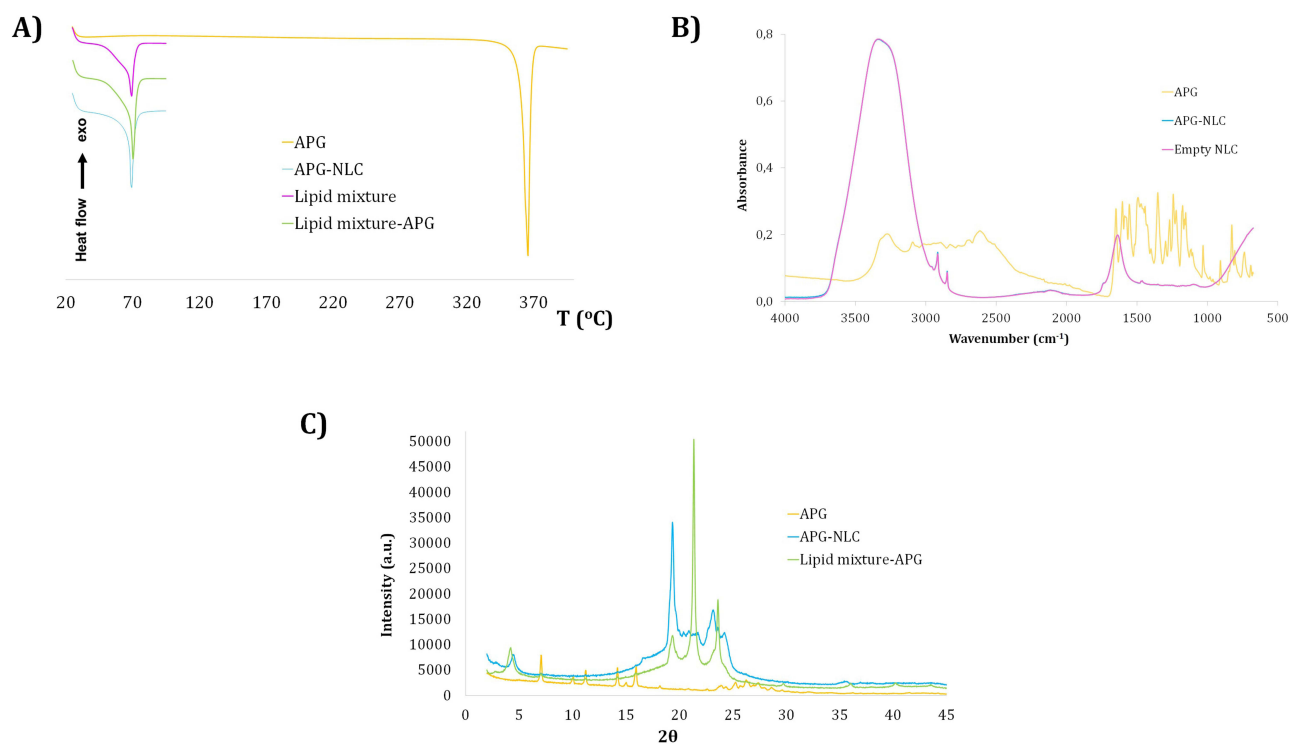 A)
Heat flow exo
APG
APG-NLC
Lipid mixture
Lipid mixture-APG
20 70 120 170 220 270 320 370
T (ºC)
B)
Absorbance
0,8
0,6
0,4
0,2
0,0
APG
APG-NLC
Empty NLC
4000 3500 3000 2500 2000 1500 1000 500
Wavenumber (cm-1)
C)
Intensity (a.u.)
50000
45000
40000
35000
30000
25000
20000
15000
10000
5000
0
APG
APG-NLC
Lipid mixture-APG
0 5 10 15 20 25 30 35 40 45
2θ